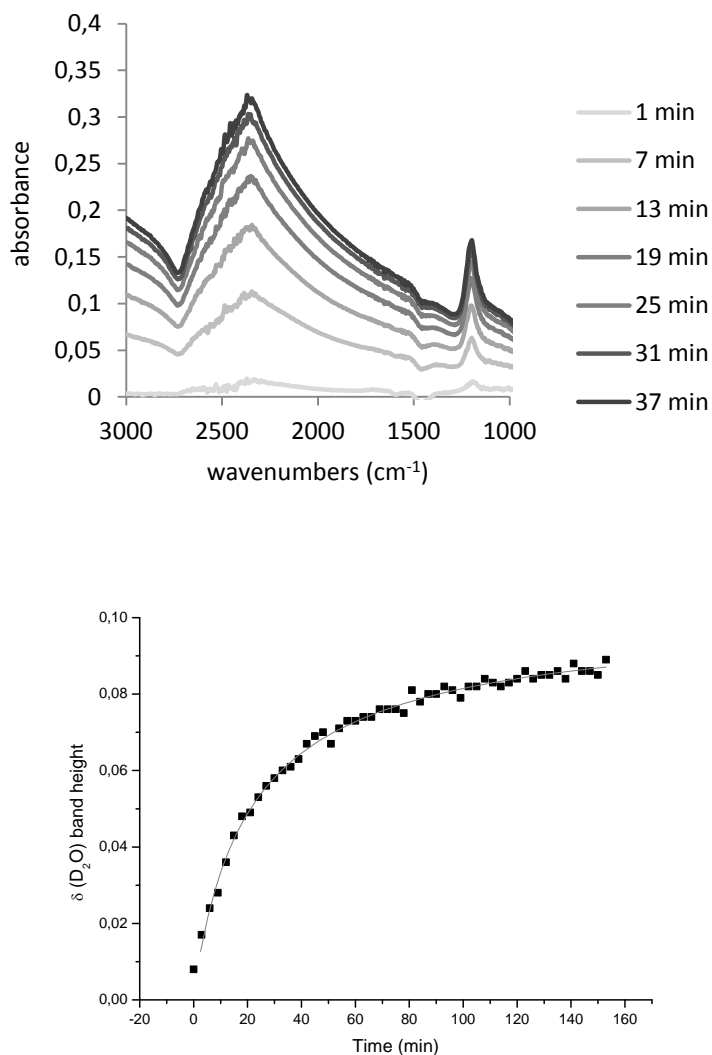 0,4
0,35
0,3
0,25
0,2
0,15
0,1
0,05
0
absorbance
3000 2500 2000 1500 1000
wavenumbers (cm⁻¹)
1 min
7 min
13 min
19 min
25 min
31 min
37 min
0,10
0,08
0,06
0,04
0,02
0,00
δ (D₂O) band height
-20 0 20 40 60 80 100 120 140 160
Time (min)